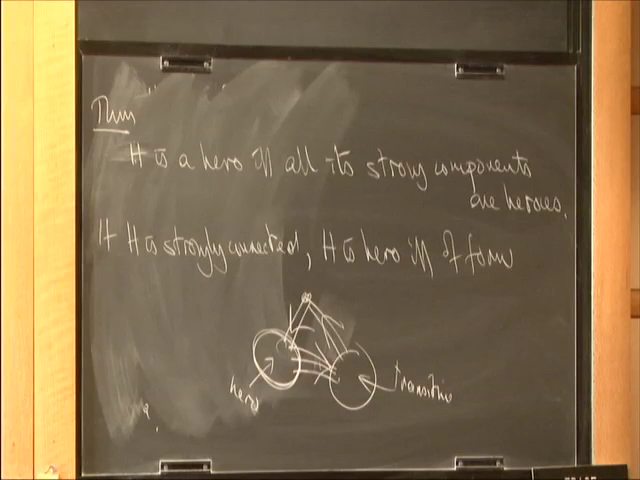 Thm
H is a hero iff all its strong components
are heroes.
If H is strongly connected, H is hero iff of form
hero
transitive